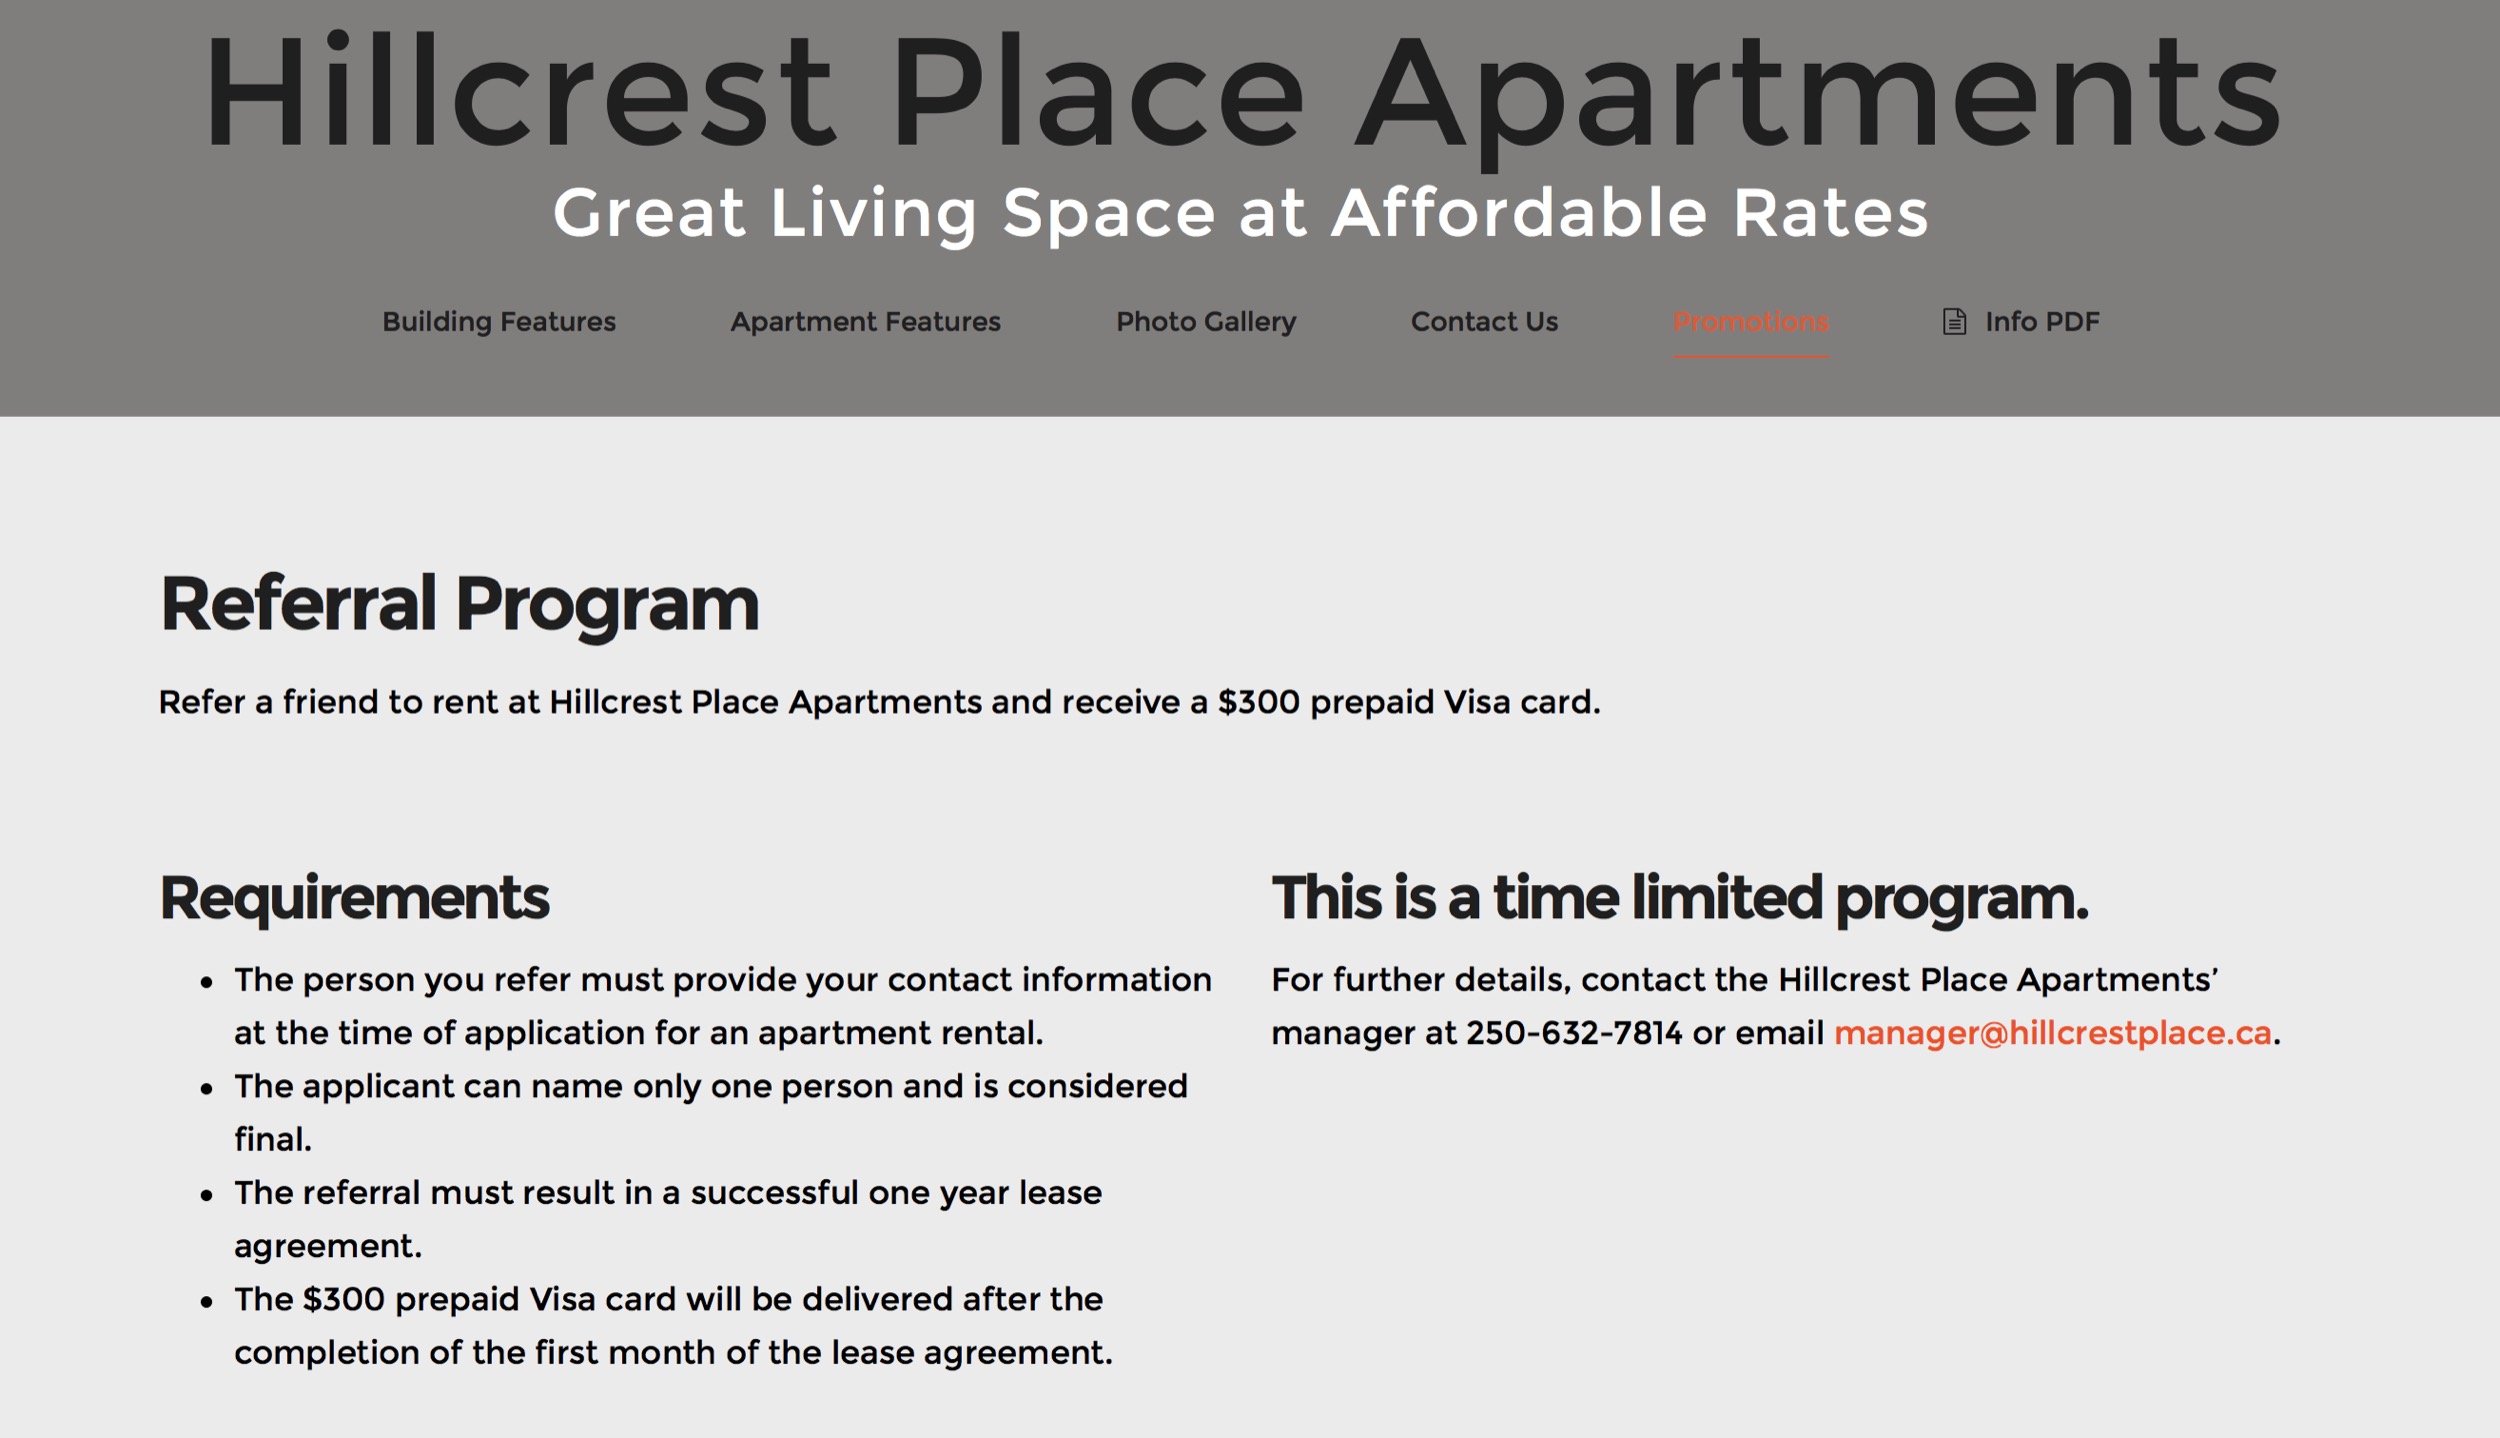 Hillcrest Place Apartments
Great Living Space at Affordable Rates
Building Features
Apartment Features
Photo Gallery
Contact Us
Promotions
Info PDF
Referral Program
Refer a friend to rent at Hillcrest Place Apartments and receive a $300 prepaid Visa card.
Requirements
• The person you refer must provide your contact information
at the time of application for an apartment rental.
• The applicant can name only one person and is considered
final.
• The referral must result in a successful one year lease
agreement.
• The $300 prepaid Visa card will be delivered after the
completion of the first month of the lease agreement.
This is a time limited program.
For further details, contact the Hillcrest Place Apartments’
manager at 250-632-7814 or email manager@hillcrestplace.ca.